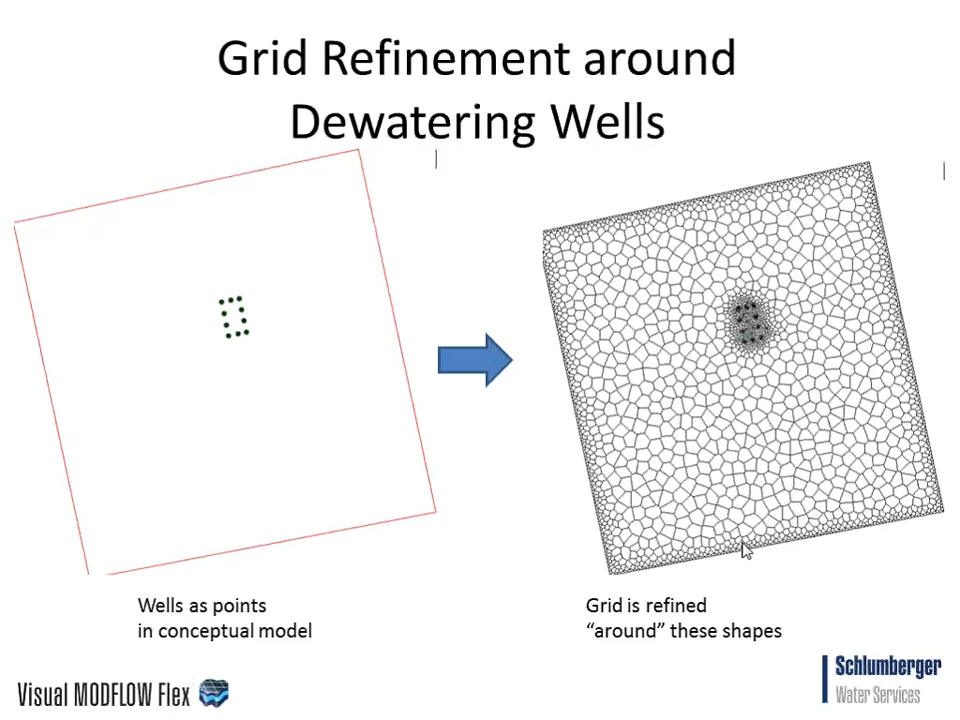 Grid Refinement around
Dewatering Wells
Wells as points
in conceptual model
Grid is refined
“around” these shapes
Visual MODFLOW Flex
Schlumberger
Water Services